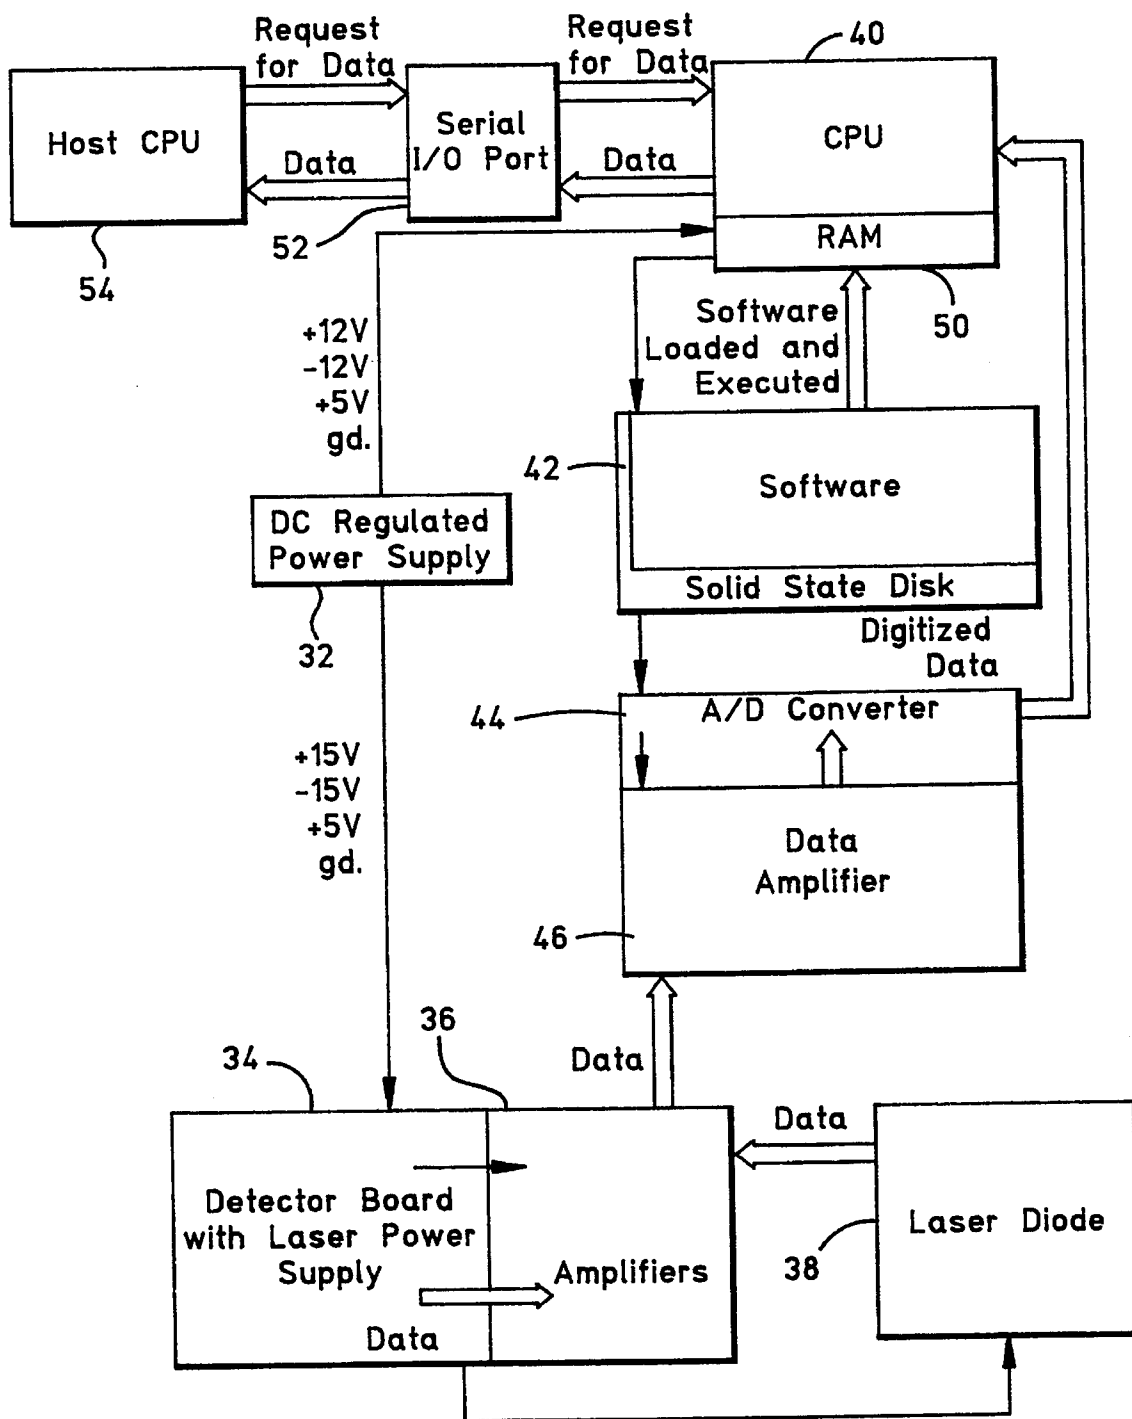 Request
for Data
Request
for Data
40
Host CPU
Serial
I/O Port
CPU
Data
Data
RAM
54
52
50
Software
Loaded and
Executed
+12V
-12V
+5V
gd.
42
Software
DC Regulated
Power Supply
Solid State Disk
32
Digitized
Data
44
A/D Converter
+15V
-15V
+5V
gd.
Data
Amplifier
46
34
36
Data
Data
Detector Board
with Laser Power
Supply
Amplifiers
38
Laser Diode
Data